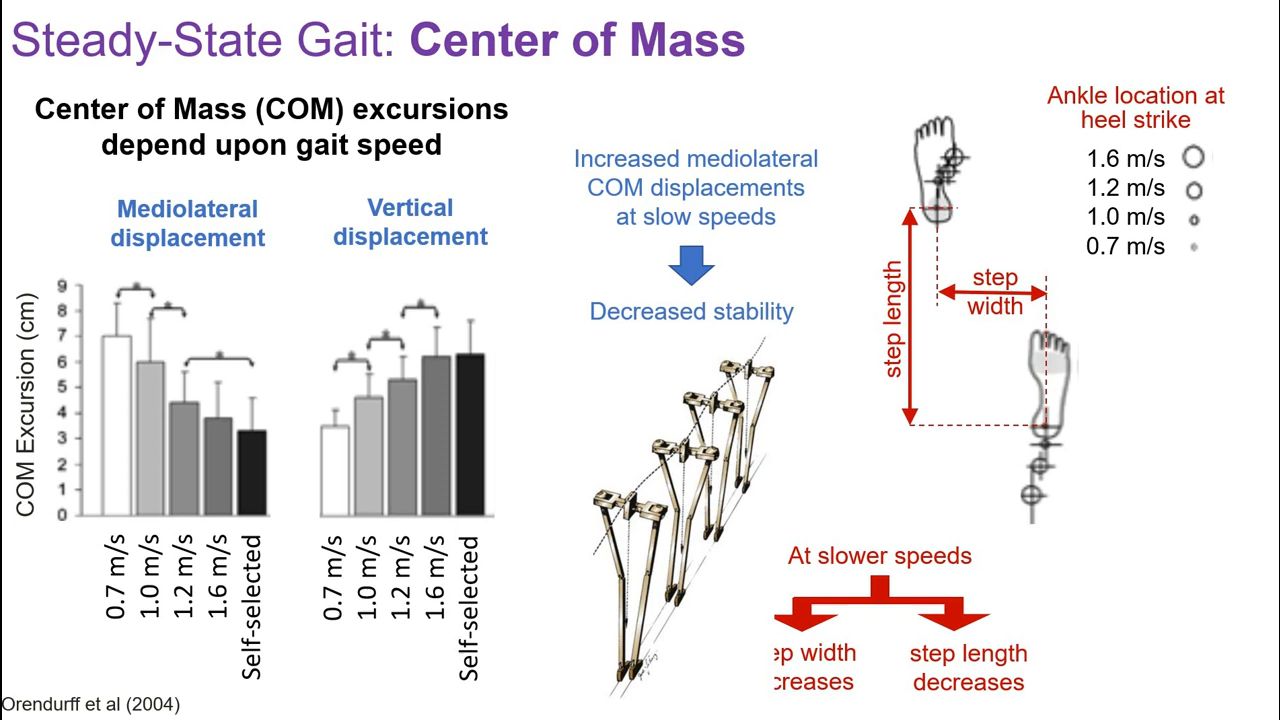 Steady-State Gait: Center of Mass
Center of Mass (COM) excursions
depend upon gait speed
Mediolateral
displacement
Vertical
displacement
COM Excursion (cm)
9
8
7
6
5
4
3
2
1
0
*
*
*
*
*
*
0.7 m/s
1.0 m/s
1.2 m/s
1.6 m/s
Self-selected
0.7 m/s
1.0 m/s
1.2 m/s
1.6 m/s
Self-selected
Orendurff et al (2004)
Increased mediolateral
COM displacements
at slow speeds
Decreased stability
Ankle location at
heel strike
1.6 m/s
1.2 m/s
1.0 m/s
0.7 m/s
step length
step
width
At slower speeds
ep width
creases
step length
decreases